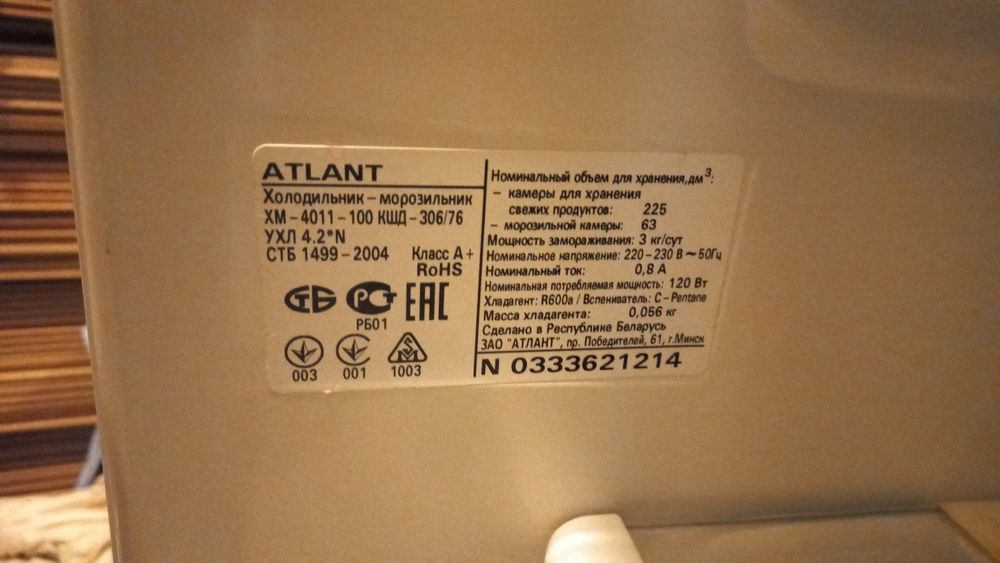 ATLANT
Холодильник – морозильник
ХМ – 4011 – 100 КШД – 306/76
УХЛ 4.2*N
СТБ 1499 – 2004 Класс А+
RoHS
СТБ РСТ ЕАС
РБ01
003 001 1003
Номинальный объем для хранения,дм³:
– камеры для хранения
свежих продуктов: 225
– морозильной камеры: 63
Мощность замораживания: 3 кг/сут
Номинальное напряжение: 220 – 230 В ~ 50Гц
Номинальный ток: 0,8 А
Номинальная потребляемая мощность: 120 Вт
Хладагент: R600a / Вспениватель: C – Pentane
Масса хладагента: 0,056 кг
Сделано в Республике Беларусь
ЗАО "АТЛАНТ", пр. Победителей, 61, г.Минск
N 0333621214